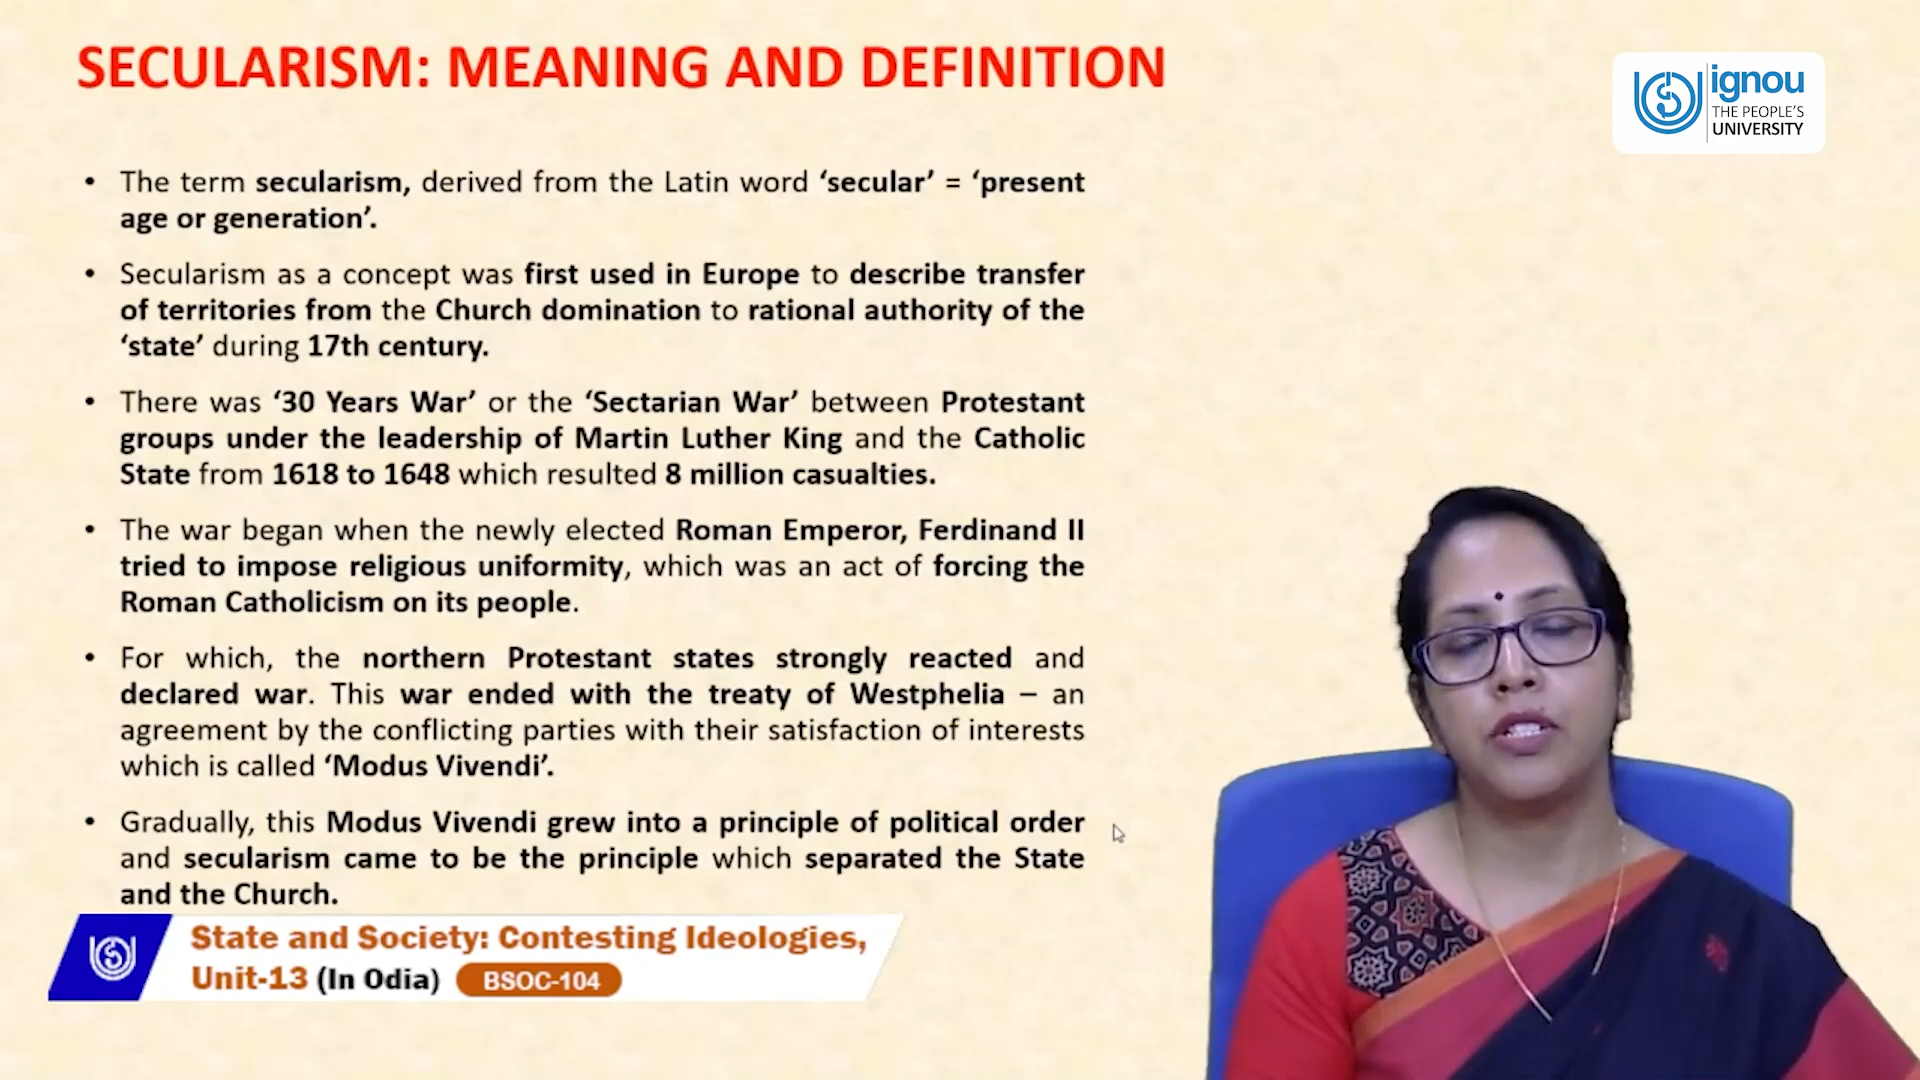 SECULARISM: MEANING AND DEFINITION
ignou
THE PEOPLE'S
UNIVERSITY
• The term secularism, derived from the Latin word ‘secular’ = ‘present
age or generation’.
• Secularism as a concept was first used in Europe to describe transfer
of territories from the Church domination to rational authority of the
‘state’ during 17th century.
• There was ‘30 Years War’ or the ‘Sectarian War’ between Protestant
groups under the leadership of Martin Luther King and the Catholic
State from 1618 to 1648 which resulted 8 million casualties.
• The war began when the newly elected Roman Emperor, Ferdinand II
tried to impose religious uniformity, which was an act of forcing the
Roman Catholicism on its people.
• For which, the northern Protestant states strongly reacted and
declared war. This war ended with the treaty of Westphelia – an
agreement by the conflicting parties with their satisfaction of interests
which is called ‘Modus Vivendi’.
• Gradually, this Modus Vivendi grew into a principle of political order
and secularism came to be the principle which separated the State
and the Church.
State and Society: Contesting Ideologies,
Unit-13 (In Odia) BSOC-104